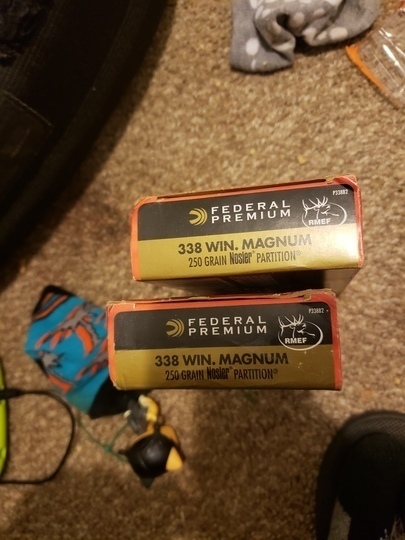 P338B2
FEDERAL
PREMIUM
RMEF
338 WIN. MAGNUM
250 GRAIN Nosler® PARTITION®
P338B2
FEDERAL
PREMIUM
RMEF
338 WIN. MAGNUM
250 GRAIN Nosler® PARTITION®